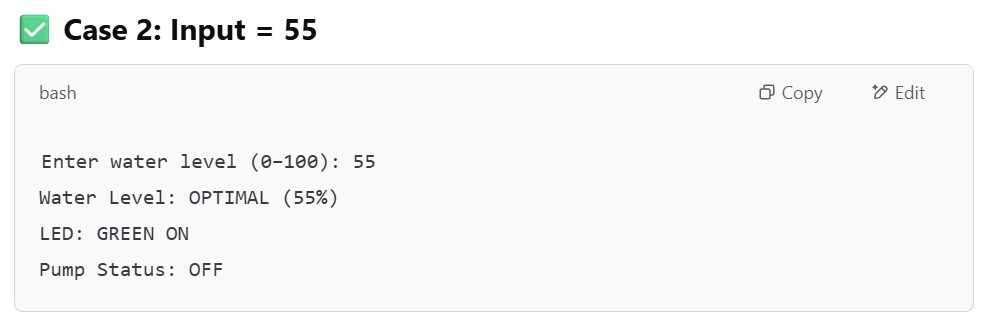 ✅ Case 2: Input = 55
bash
Copy
Edit
Enter water level (0–100): 55
Water Level: OPTIMAL (55%)
LED: GREEN ON
Pump Status: OFF